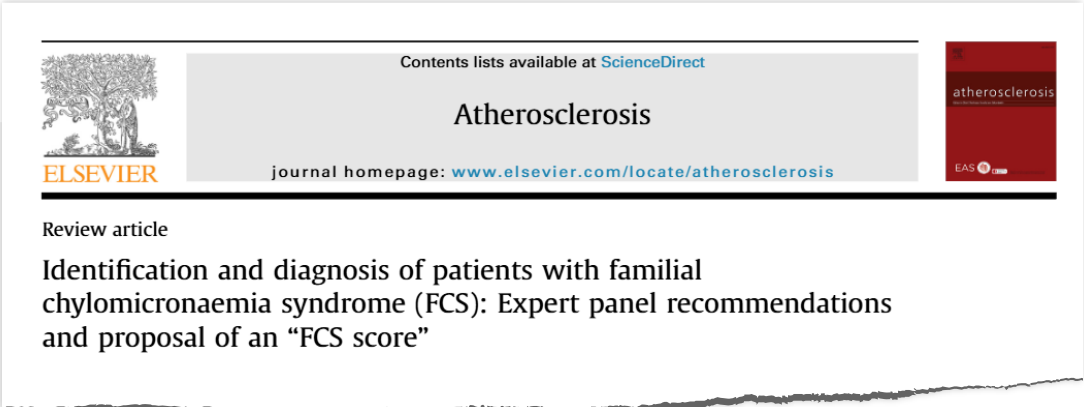 Contents lists available at ScienceDirect
Atherosclerosis
journal homepage: www.elsevier.com/locate/atherosclerosis
ELSEVIER
atherosclerosis
EAS
Review article
Identification and diagnosis of patients with familial
chylomicronaemia syndrome (FCS): Expert panel recommendations
and proposal of an “FCS score”